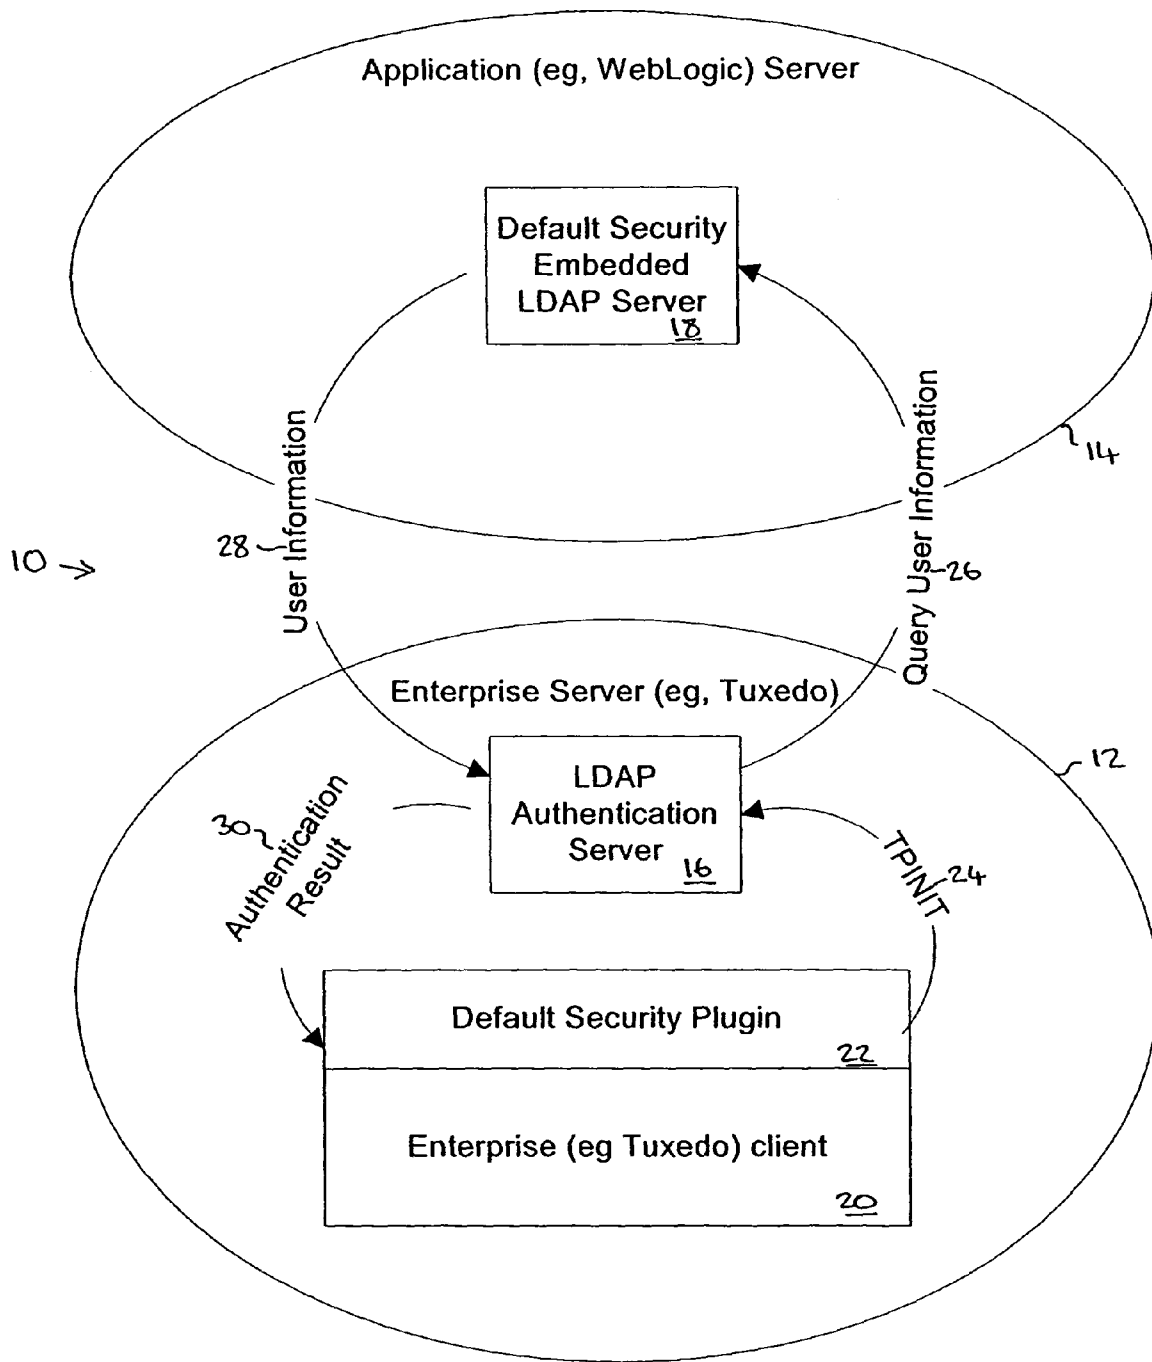 Application (eg, WebLogic) Server
Default Security
Embedded
LDAP Server
18
14
User Information
28
Query User Information
26
10
Enterprise Server (eg, Tuxedo)
12
LDAP
Authentication
Server
16
30
Authentication
Result
TPINIT
24
Default Security Plugin
22
Enterprise (eg Tuxedo) client
20